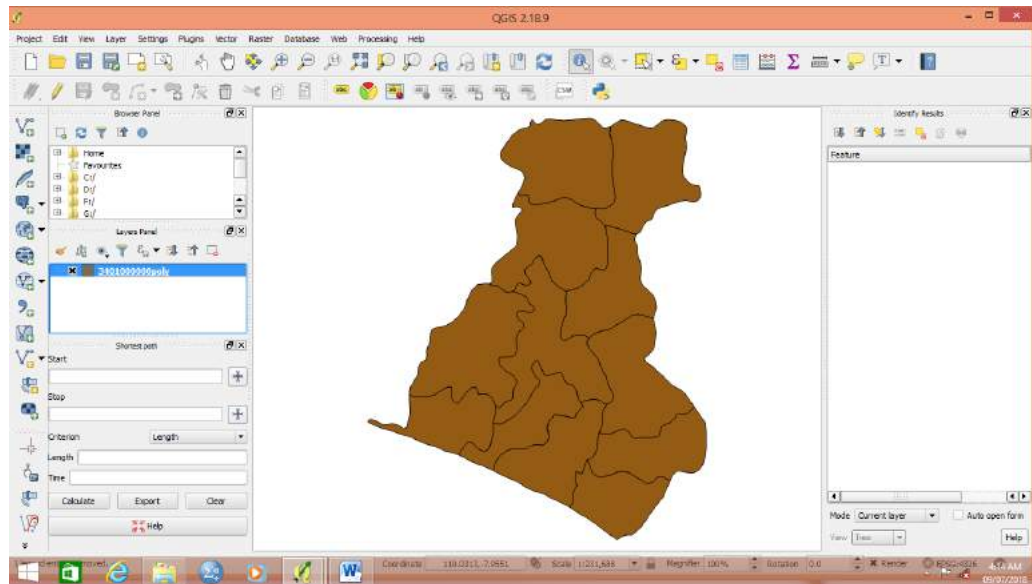 QGIS 2.18.9
Project Edit View Layer Settings Plugins Vector Raster Database Web Processing Help
Browser Panel
Home
Favourites
C:/
D:/
F:/
G:/
Layers Panel
3401000000poly
Shortest path
Start
Stop
Criterion Length
Length
Time
Calculate Export Clear
Help
Identify Results
Feature
Mode Current layer Auto open form
View Tree Help
Coordinate Scale Magnifier 100% Rotation 0.0 Render